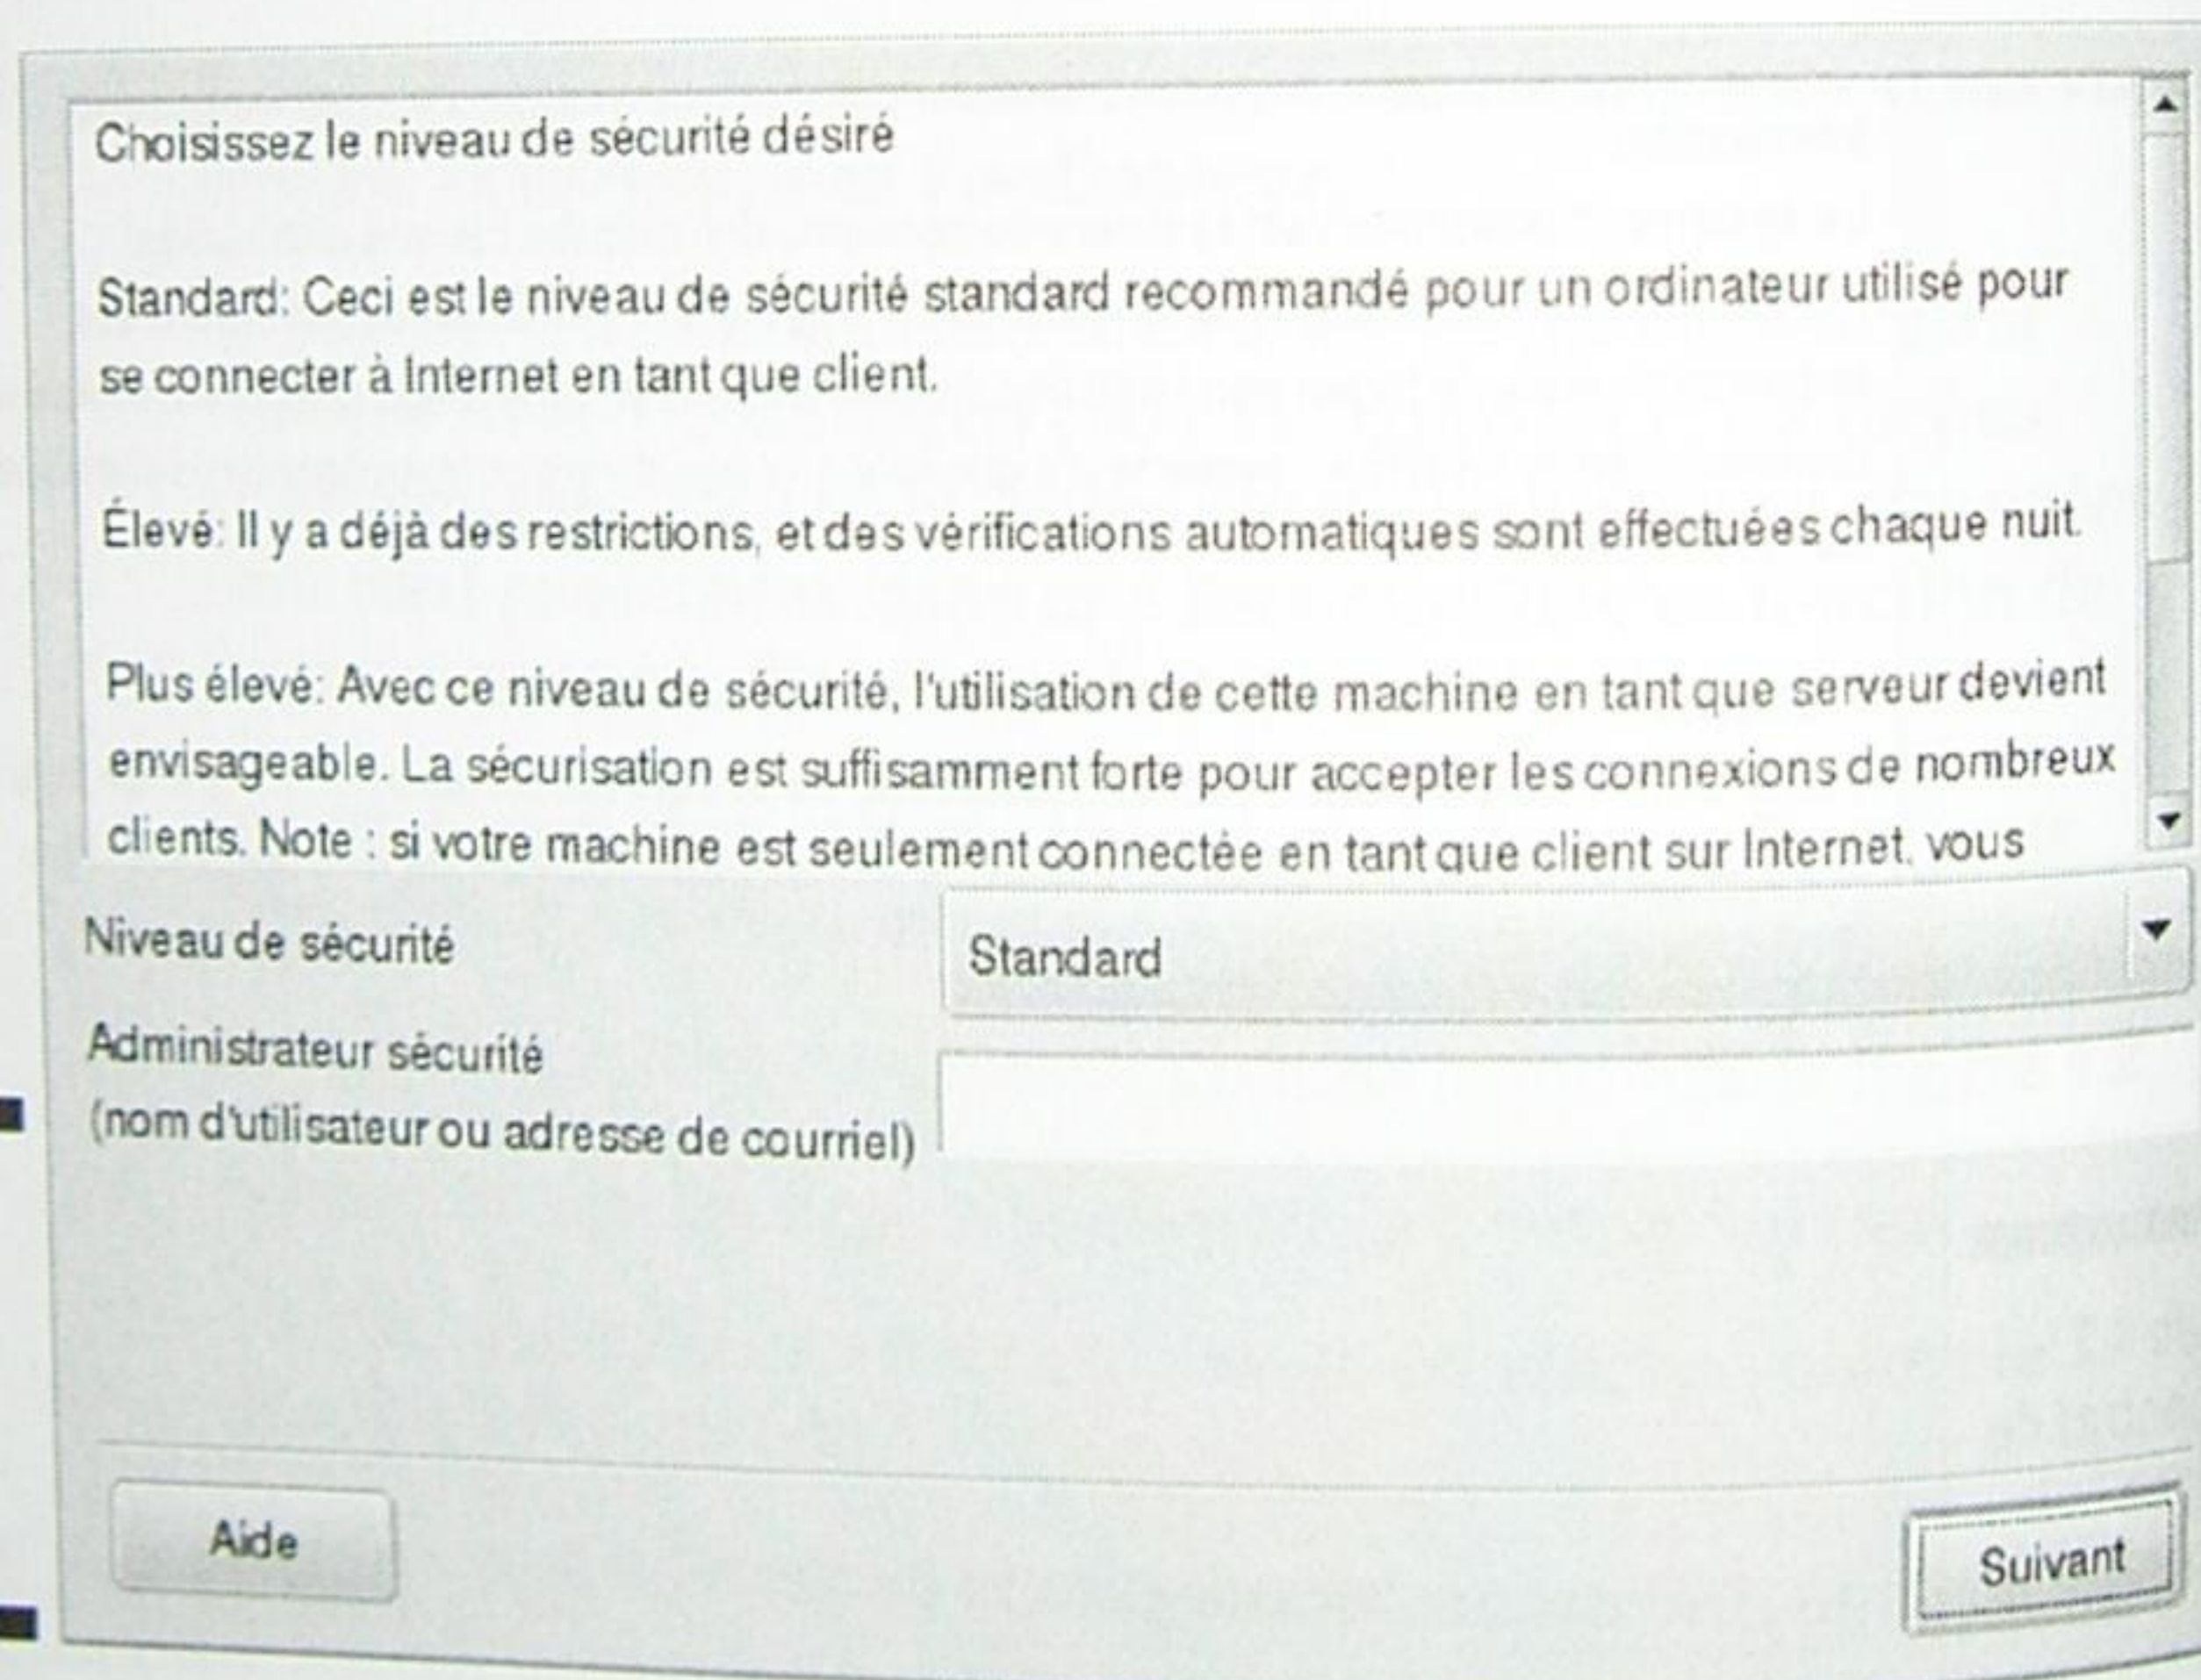 Choisissez le niveau de sécurité désiré
Standard: Ceci est le niveau de sécurité standard recommandé pour un ordinateur utilisé pour
se connecter à Internet en tant que client.
Élevé: Il y a déjà des restrictions, et des vérifications automatiques sont effectuées chaque nuit.
Plus élevé: Avec ce niveau de sécurité, l'utilisation de cette machine en tant que serveur devient
envisageable. La sécurisation est suffisamment forte pour accepter les connexions de nombreux
clients. Note : si votre machine est seulement connectée en tant que client sur Internet, vous
Niveau de sécurité
Standard
Administrateur sécurité
(nom d'utilisateur ou adresse de courriel)
Aide
Suivant